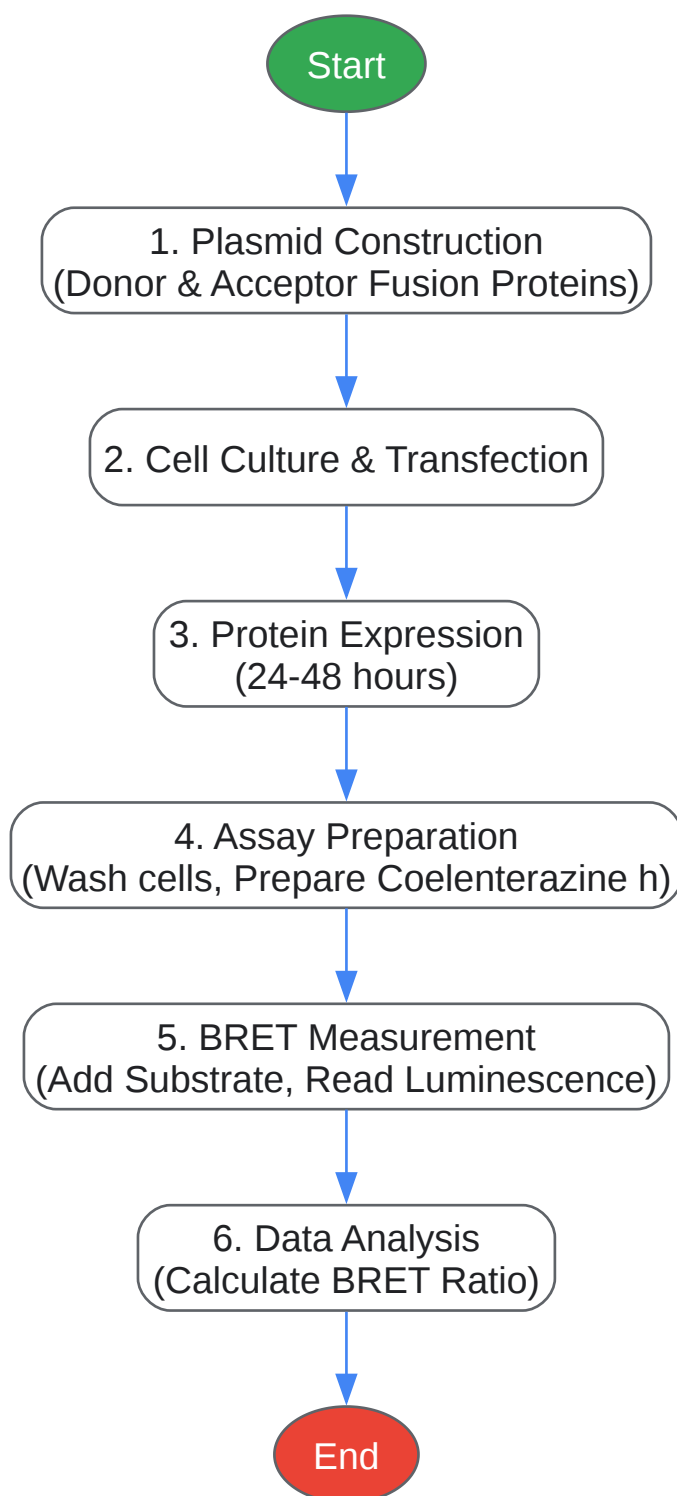 Start
1. Plasmid Construction
(Donor & Acceptor Fusion Proteins)
2. Cell Culture & Transfection
3. Protein Expression
(24-48 hours)
4. Assay Preparation
(Wash cells, Prepare Coelenterazine h)
5. BRET Measurement
(Add Substrate, Read Luminescence)
6. Data Analysis
(Calculate BRET Ratio)
End